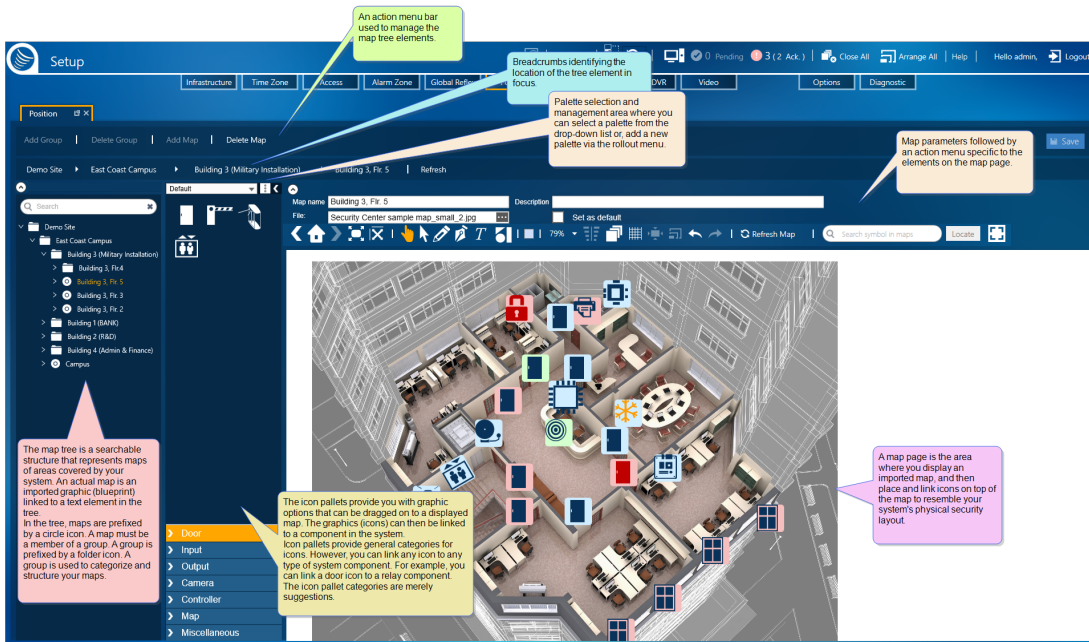 An action menu bar
used to manage the
map tree elements.
Setup
0 Pending
3 (2 Ack.)
Close All
Arrange All
Help
Hello admin,
Logout
Breadcrumbs identifying the
location of the tree element in
focus.
Infrastructure
Time Zone
Access
Alarm Zone
Global Reflex
DVR
Video
Options
Diagnostic
Palette selection and
management area where you
can select a palette from the
drop-down list or, add a new
palette via the rollout menu.
Position
Add Group | Delete Group | Add Map | Delete Map
Save
Map parameters followed by
an action menu specific to the
elements on the map page.
Demo Site East Coast Campus Building 3 (Military Installation) Building 3, Flr. 5 | Refresh
Default
Search
Map name Building 3, Flr. 5 Description
File: Security Center sample map_small_2.jpg ... Set as default
T 79% Refresh Map Search symbol in maps Locate
Demo Site
East Coast Campus
Building 3 (Military Installation)
Building 3, Flr.4
Building 3, Flr. 5
Building 3, Flr. 3
Building 3, Flr. 2
Building 1 (BANK)
Building 2 (R&D)
Building 4 (Admin & Finance)
Campus
The map tree is a searchable
structure that represents maps
of areas covered by your
system. An actual map is an
imported graphic (blueprint)
linked to a text element in the
tree.
In the tree, maps are prefixed
by a circle icon. A map must be
a member of a group. A group is
prefixed by a folder icon. A
group is used to categorize and
structure your maps.
The icon pallets provide you with graphic
options that can be dragged on to a displayed
map. The graphics (icons) can then be linked
to a component in the system.
Icon pallets provide general categories for
icons. However, you can link any icon to any
type of system component. For example, you
can link a door icon to a relay component.
The icon pallet categories are merely
suggestions.
A map page is the area
where you display an
imported map, and then
place and link icons on top of
the map to resemble your
system's physical security
layout.
Door
Input
Output
Camera
Controller
Map
Miscellaneous